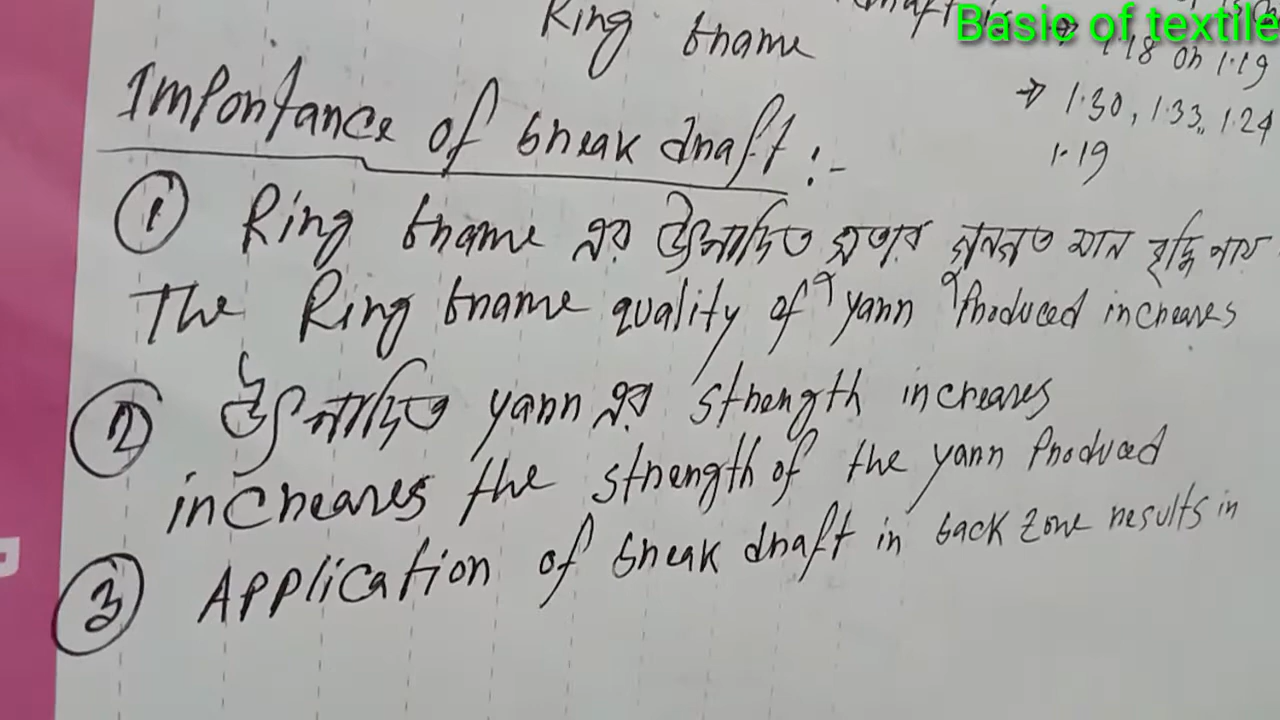 Basic of textile
Ring frame
→ 1.18 or 1.19
→ 1.30, 1.33, 1.24
1.19
Importance of break draft :-
① Ring frame এর উৎপাদিত সুতার গুনগত মান বৃদ্ধি পায়
The Ring frame quality of yarn Produced increases
② উৎপাদিত yarn এর strength increases
increases the strength of the yarn Produced
③ Application of break draft in back zone results in